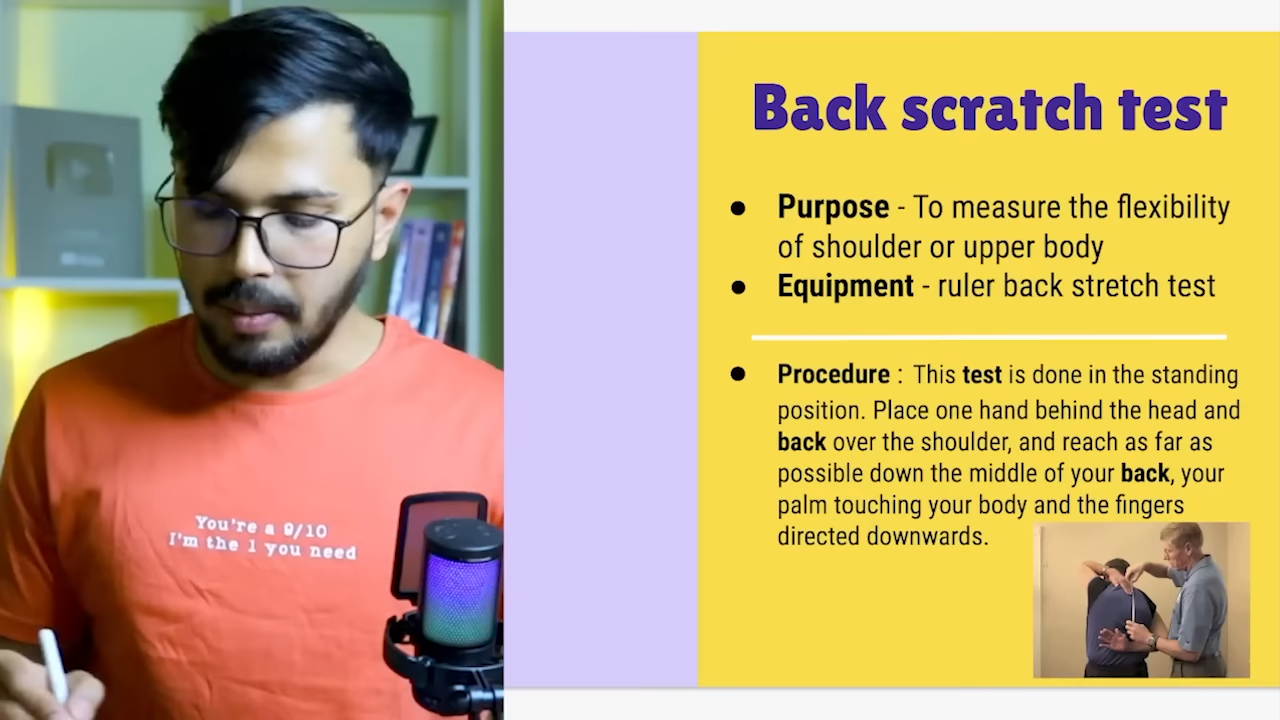 You're a 9/10
I'm the 1 you need
Back scratch test
● Purpose - To measure the flexibility
of shoulder or upper body
● Equipment - ruler back stretch test
● Procedure : This test is done in the standing
position. Place one hand behind the head and
back over the shoulder, and reach as far as
possible down the middle of your back, your
palm touching your body and the fingers
directed downwards.